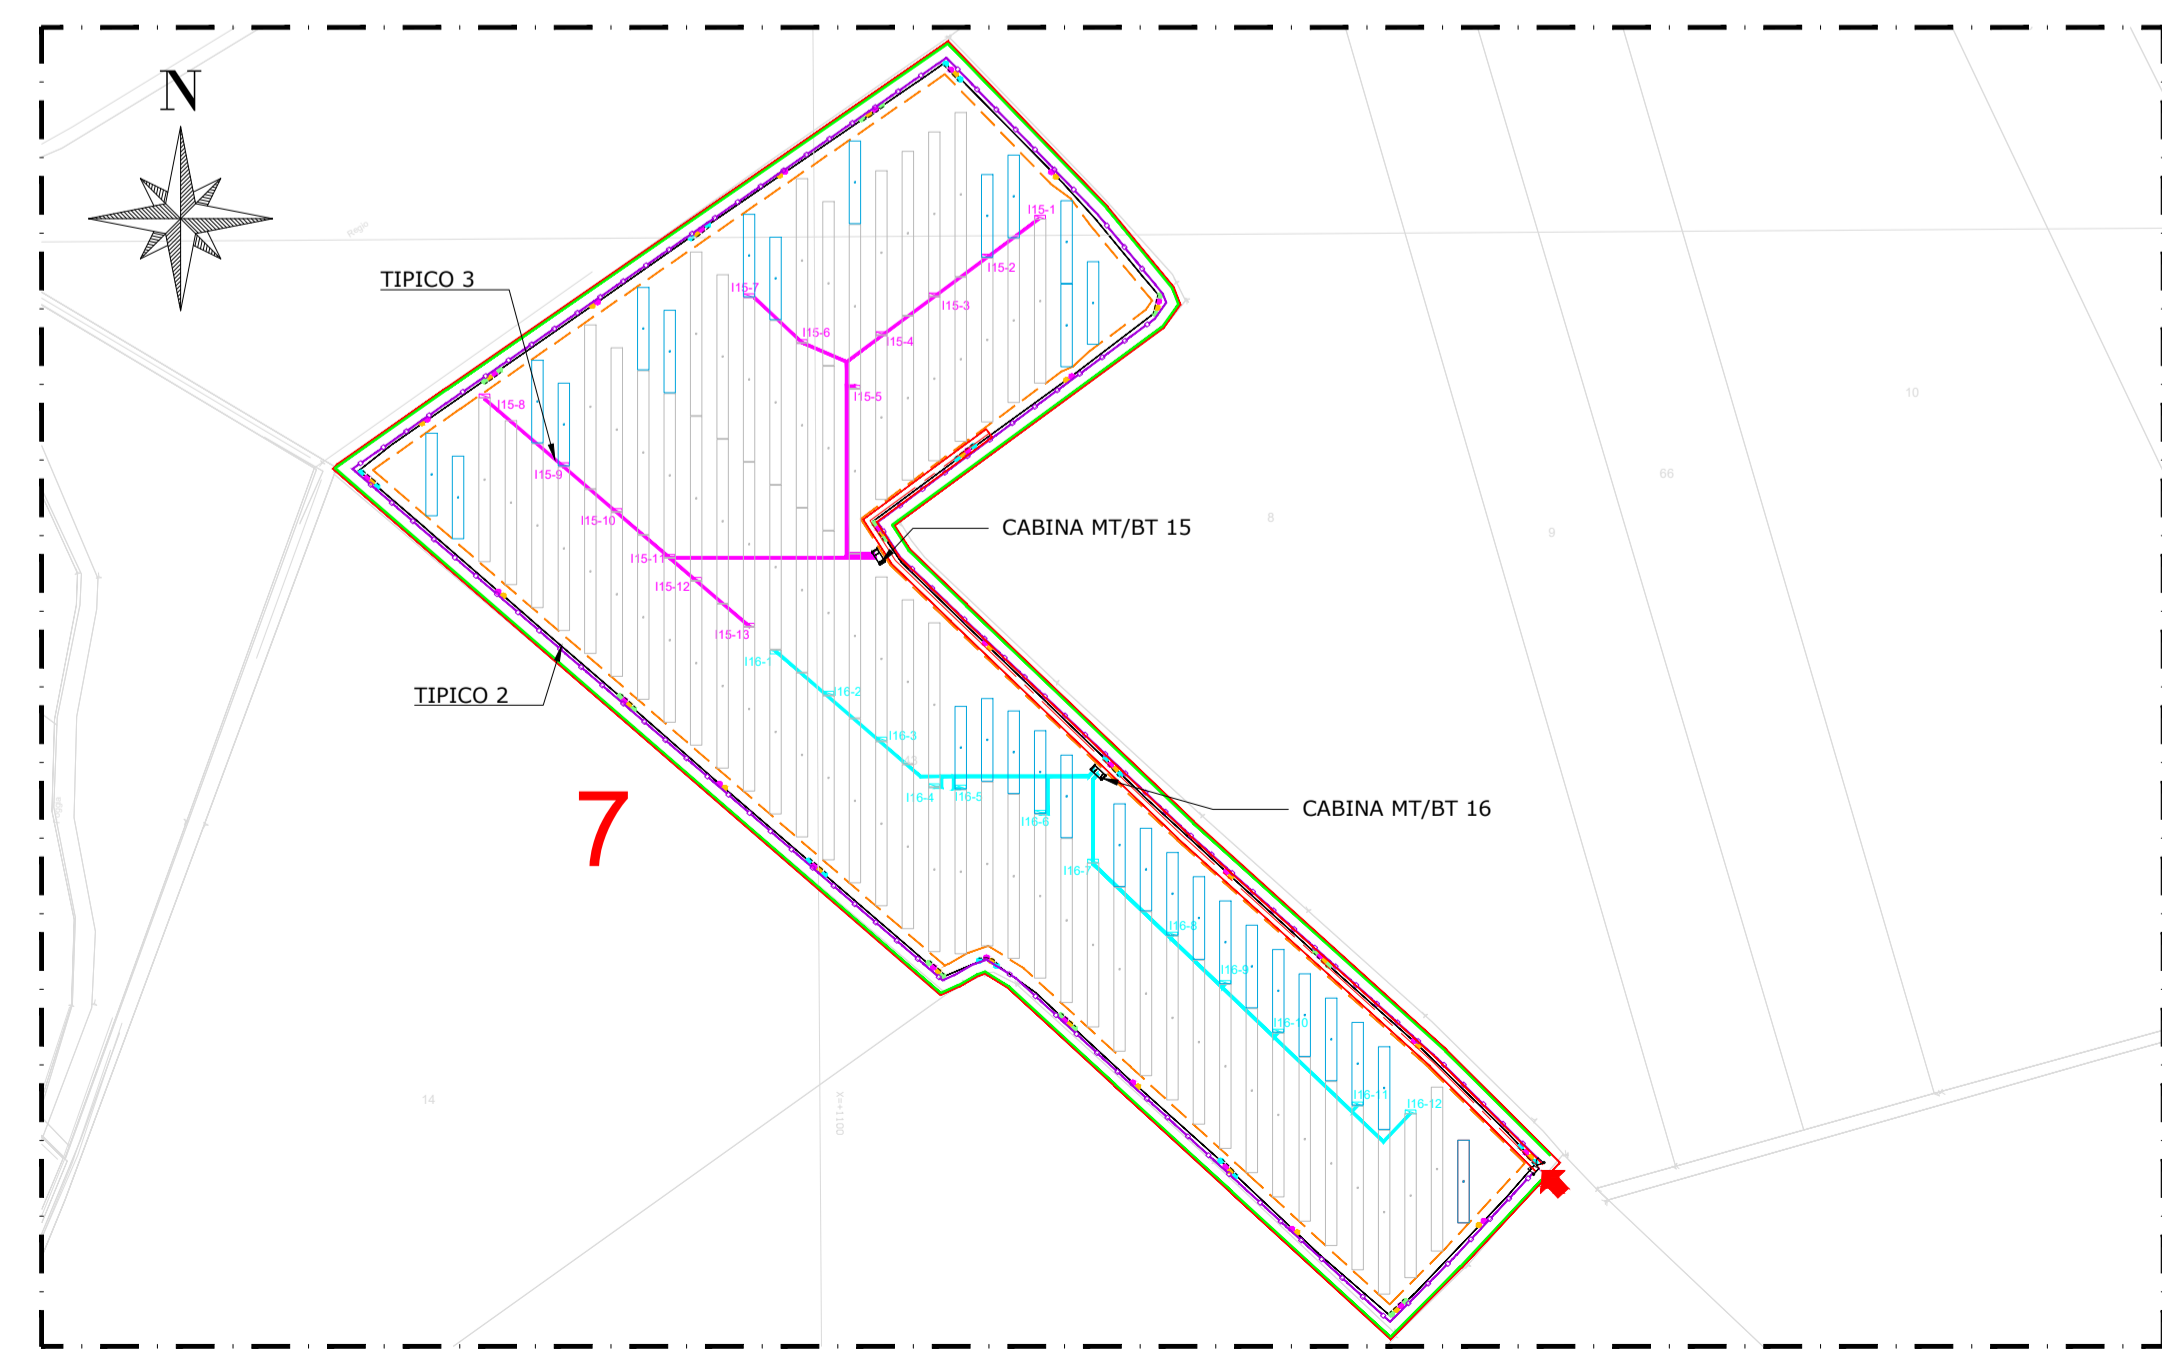 N
Rego
I15-1
I15-2
TIPICO 3
I15-7
I15-3
I15-6
I15-4
I15-5
10
I15-8
66
I15-9
8
I15-10
CABINA MT/BT 15
9
I15-11
I15-12
I15-13
I16-1
TIPICO 2
I16-2
I16-3
I16-4
I16-5
CABINA MT/BT 16
I16-6
7
I16-7
I16-8
I16-9
I16-10
14
I16-11
I16-12